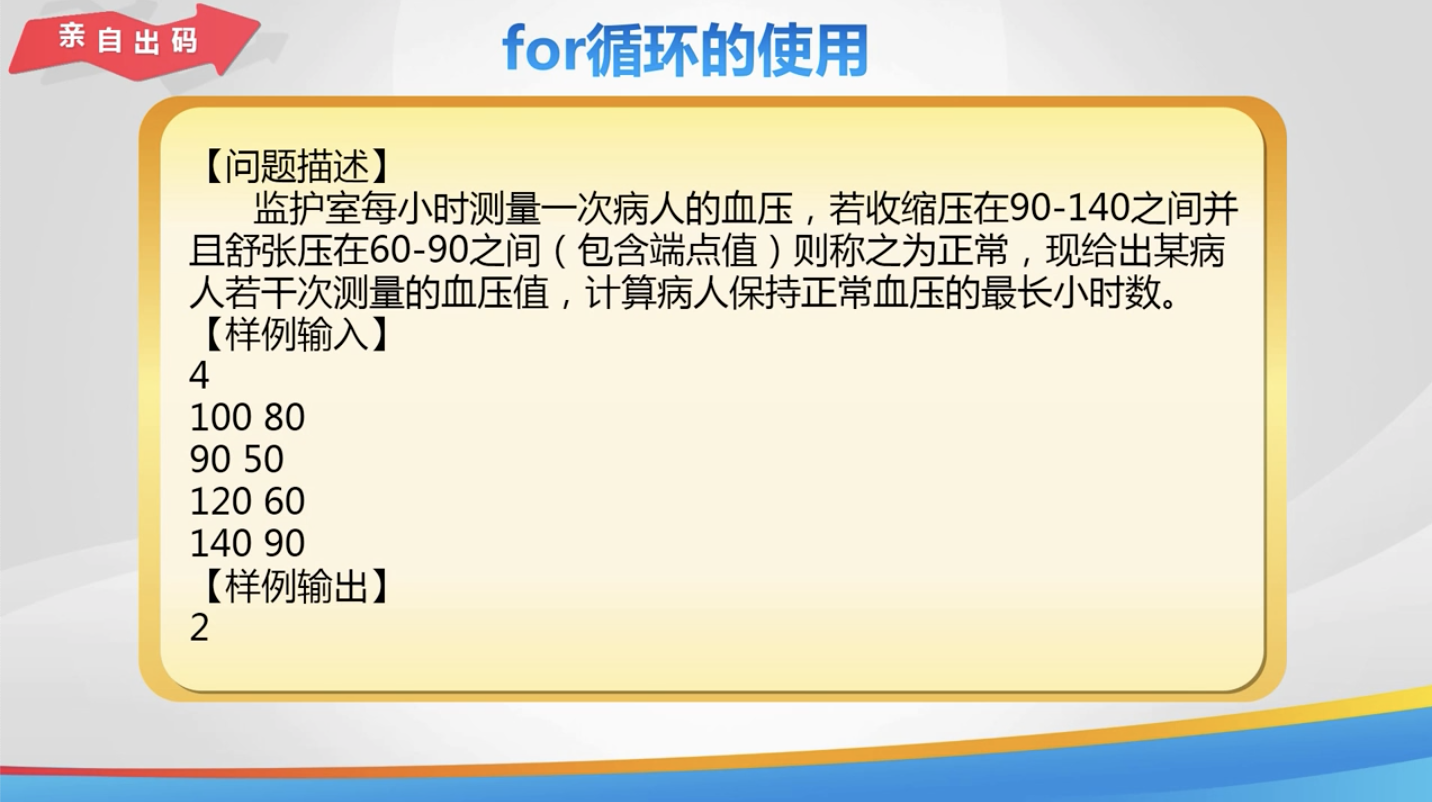 亲自出码
for循环的使用
【问题描述】
监护室每小时测量一次病人的血压，若收缩压在90-140之间并
且舒张压在60-90之间（包含端点值）则称之为正常，现给出某病
人若干次测量的血压值，计算病人保持正常血压的最长小时数。
【样例输入】
4
100 80
90 50
120 60
140 90
【样例输出】
2